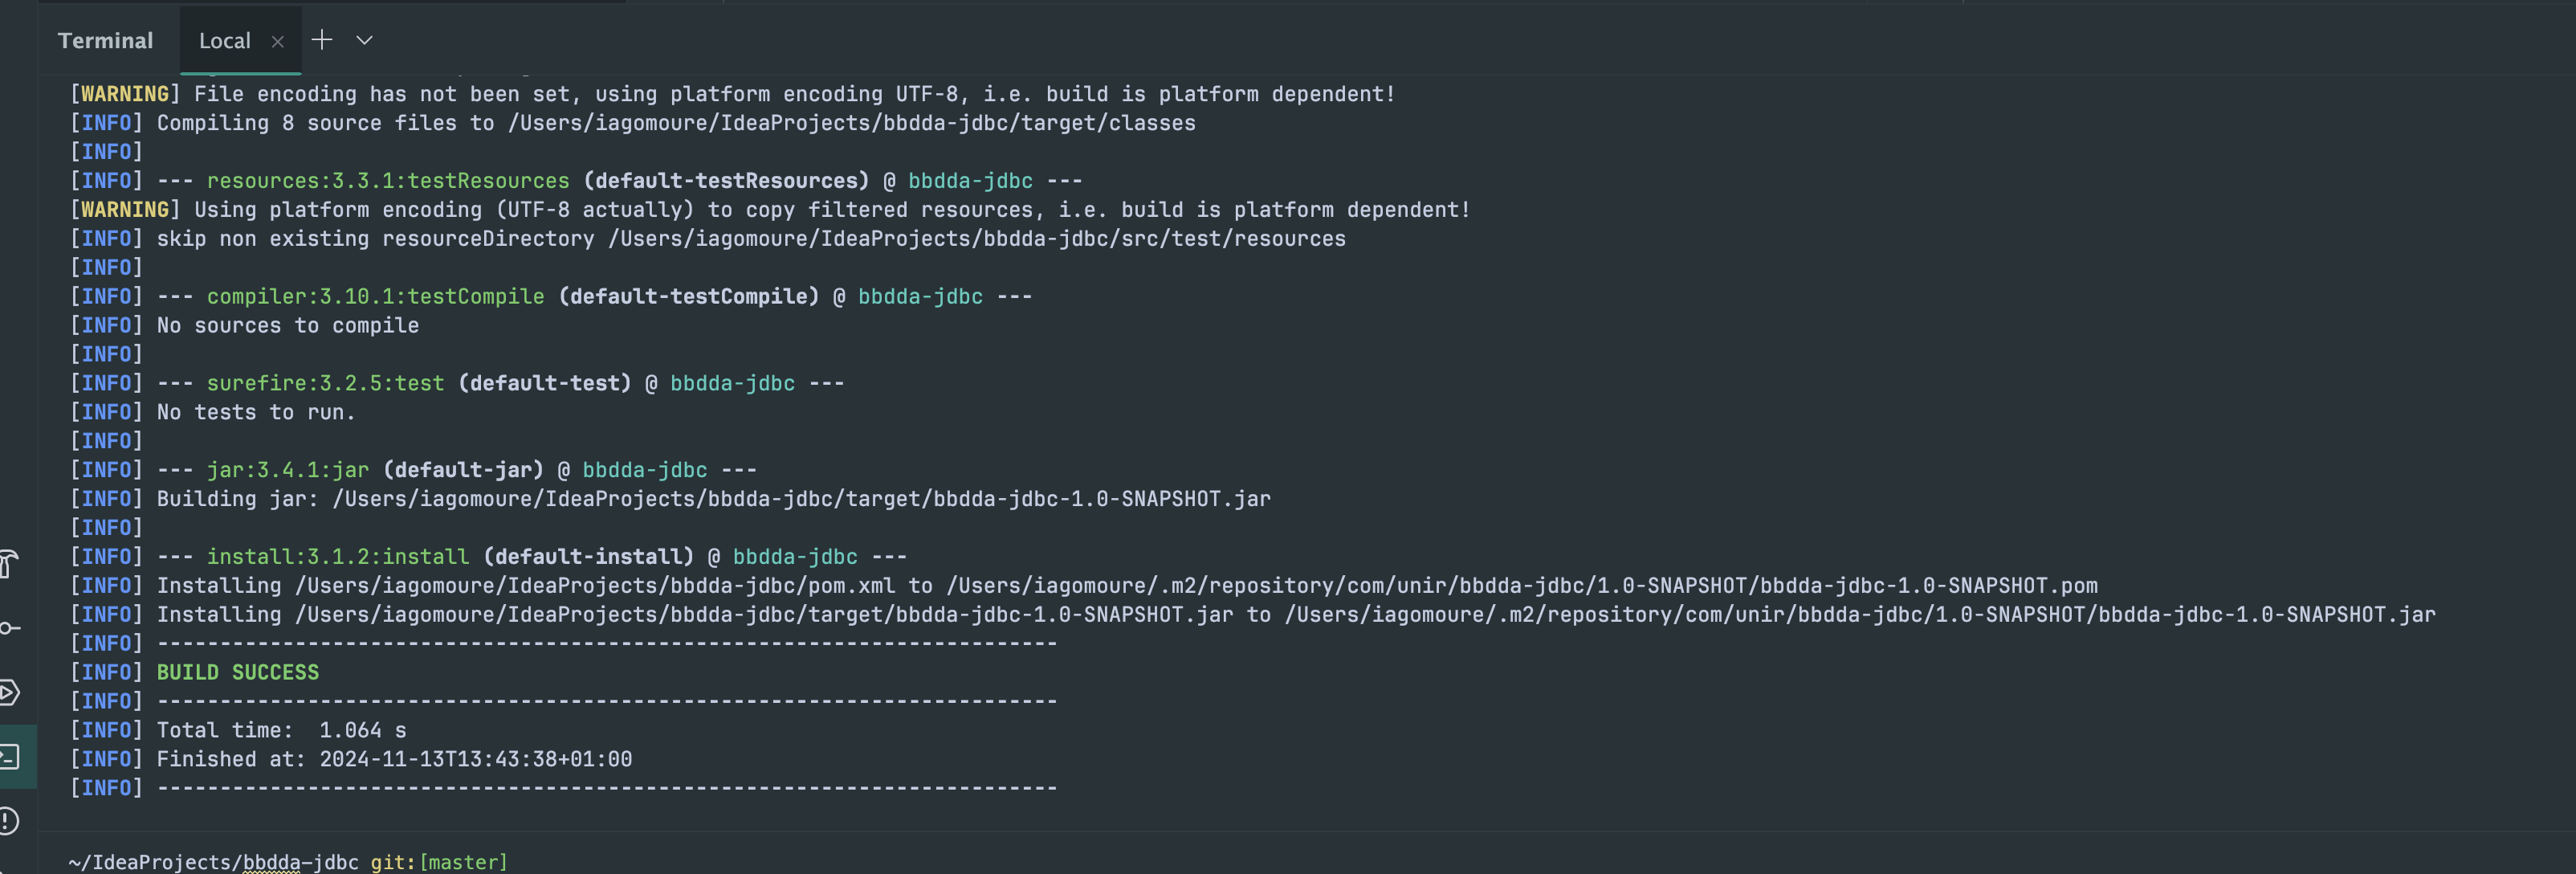 Terminal Local
[WARNING] File encoding has not been set, using platform encoding UTF-8, i.e. build is platform dependent!
[INFO] Compiling 8 source files to /Users/iagomoure/IdeaProjects/bbdda-jdbc/target/classes
[INFO]
[INFO] --- resources:3.3.1:testResources (default-testResources) @ bbdda-jdbc ---
[WARNING] Using platform encoding (UTF-8 actually) to copy filtered resources, i.e. build is platform dependent!
[INFO] skip non existing resourceDirectory /Users/iagomoure/IdeaProjects/bbdda-jdbc/src/test/resources
[INFO]
[INFO] --- compiler:3.10.1:testCompile (default-testCompile) @ bbdda-jdbc ---
[INFO] No sources to compile
[INFO]
[INFO] --- surefire:3.2.5:test (default-test) @ bbdda-jdbc ---
[INFO] No tests to run.
[INFO]
[INFO] --- jar:3.4.1:jar (default-jar) @ bbdda-jdbc ---
[INFO] Building jar: /Users/iagomoure/IdeaProjects/bbdda-jdbc/target/bbdda-jdbc-1.0-SNAPSHOT.jar
[INFO]
[INFO] --- install:3.1.2:install (default-install) @ bbdda-jdbc ---
[INFO] Installing /Users/iagomoure/IdeaProjects/bbdda-jdbc/pom.xml to /Users/iagomoure/.m2/repository/com/unir/bbdda-jdbc/1.0-SNAPSHOT/bbdda-jdbc-1.0-SNAPSHOT.pom
[INFO] Installing /Users/iagomoure/IdeaProjects/bbdda-jdbc/target/bbdda-jdbc-1.0-SNAPSHOT.jar to /Users/iagomoure/.m2/repository/com/unir/bbdda-jdbc/1.0-SNAPSHOT/bbdda-jdbc-1.0-SNAPSHOT.jar
[INFO] ------------------------------------------------------------------------
[INFO] BUILD SUCCESS
[INFO] ------------------------------------------------------------------------
[INFO] Total time:  1.064 s
[INFO] Finished at: 2024-11-13T13:43:38+01:00
[INFO] ------------------------------------------------------------------------
~/IdeaProjects/bbdda-jdbc git:[master]